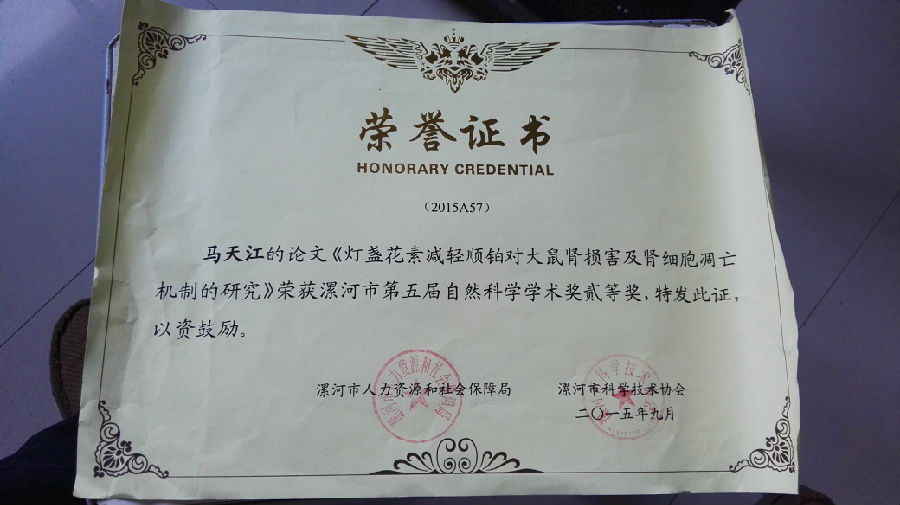 荣誉证书
HONORARY CREDENTIAL
(2015A57)
马天江的论文《灯盏花素减轻顺铂对大鼠肾损害及肾细胞凋亡
机制的研究》荣获漯河市第五届自然科学学术奖贰等奖,特发此证,
以资鼓励。
漯河市人力资源和社会保障局 漯河市科学技术协会
二〇一五年九月